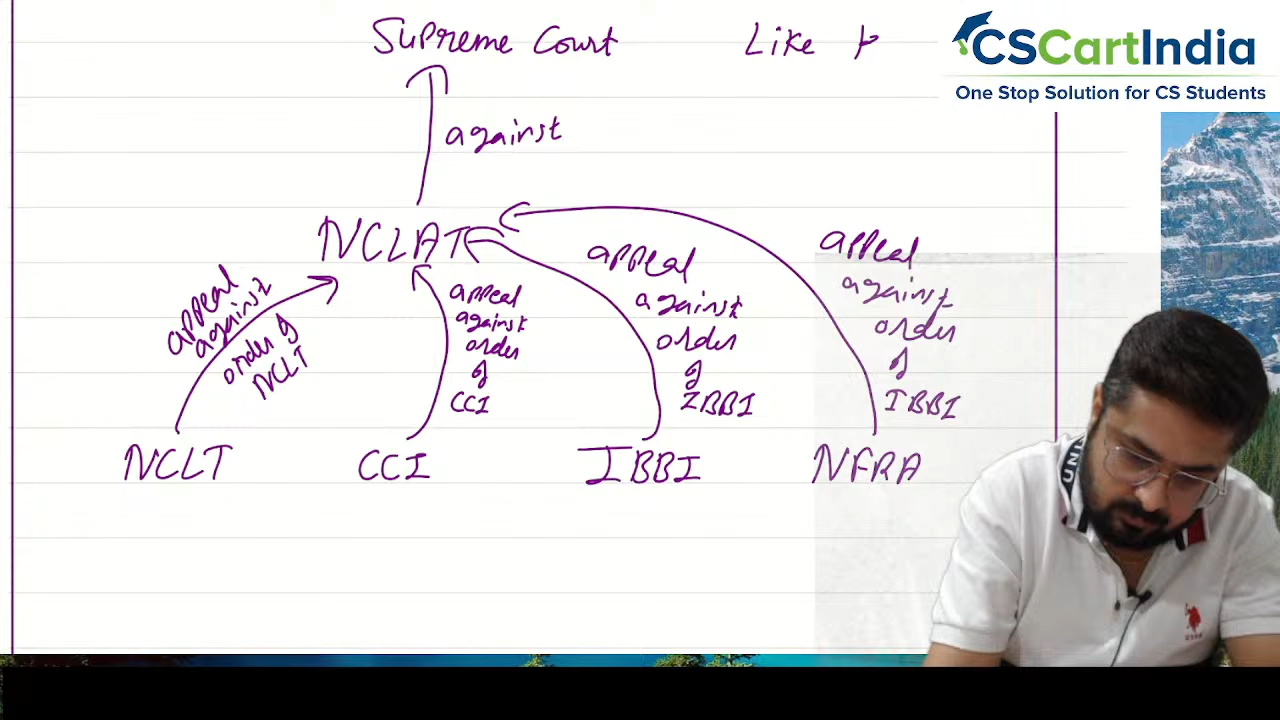 Supreme Court
Like
CSCartIndia
One Stop Solution for CS Students
against
NCLAT
appeal
against
order of
NCLT
appeal
against
order
of
CCI
appeal
against
order
of
IBBI
appeal
against
order
of
IBBI
NCLT
CCI
IBBI
NFRA